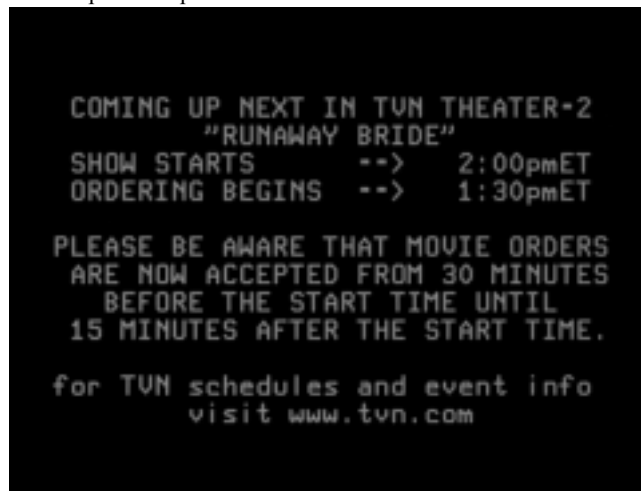 COMING UP NEXT IN TVN THEATER-2
"RUNAWAY BRIDE"
SHOW STARTS --> 2:00pmET
ORDERING BEGINS --> 1:30pmET
PLEASE BE AWARE THAT MOVIE ORDERS
ARE NOW ACCEPTED FROM 30 MINUTES
BEFORE THE START TIME UNTIL
15 MINUTES AFTER THE START TIME.
for TVN schedules and event info
visit www.tvn.com